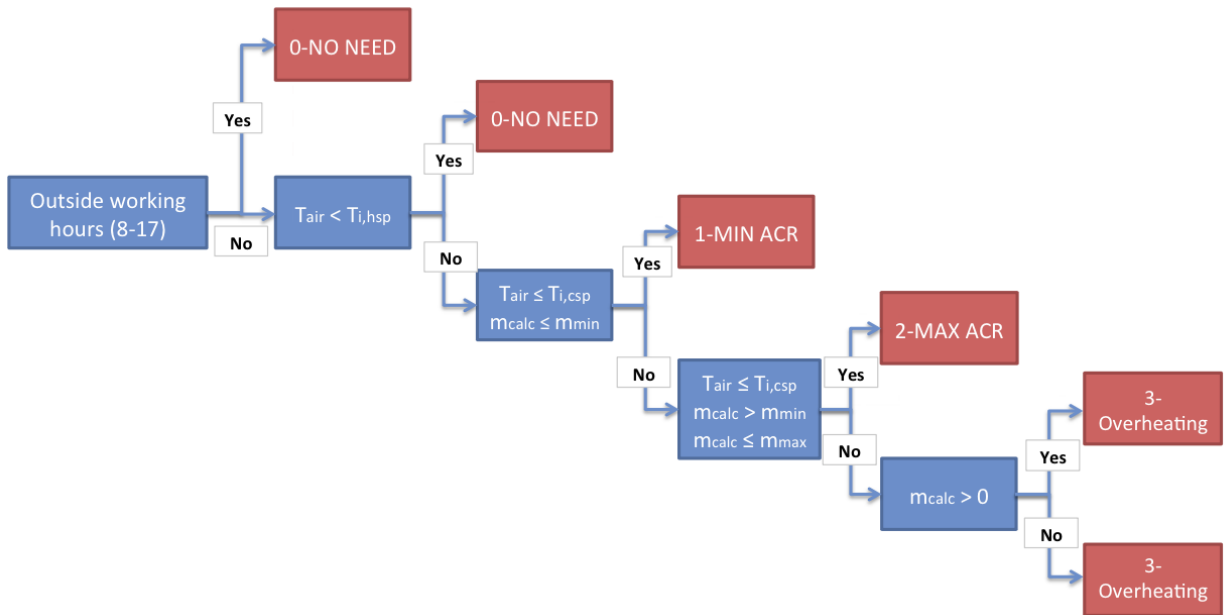 0-NO NEED
Yes
Outside working
hours (8-17)
No
Tair < Ti,hsp
0-NO NEED
Yes
No
Tair ≤ Ti,csp
mcalc ≤ mmin
1-MIN ACR
Yes
No
Tair ≤ Ti,csp
mcalc > mmin
mcalc ≤ mmax
2-MAX ACR
Yes
No
mcalc > 0
3-
Overheating
Yes
No
3-
Overheating